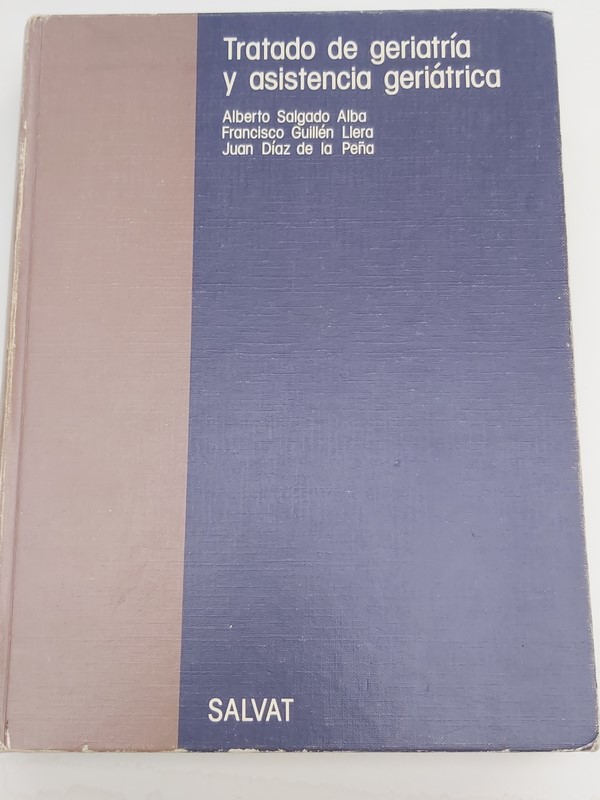 Tratado de geriatría
y asistencia geriátrica
Alberto Salgado Alba
Francisco Guillén Llera
Juan Díaz de la Peña
SALVAT